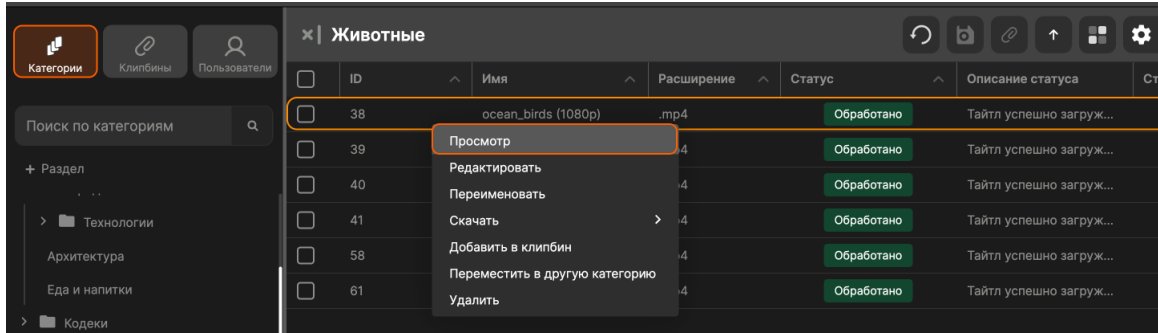 Категории
Клипбины
Пользователи
Поиск по категориям
+ Раздел
Технологии
Архитектура
Еда и напитки
Кодеки
Животные
ID Имя Расширение Статус Описание статуса
38 ocean_birds (1080p) .mp4 Обработано Тайтл успешно загруж...
39 Обработано Тайтл успешно загруж...
40 Обработано Тайтл успешно загруж...
41 Обработано Тайтл успешно загруж...
58 Обработано Тайтл успешно загруж...
61 Обработано Тайтл успешно загруж...
Просмотр
Редактировать
Переименовать
Скачать
Добавить в клипбин
Переместить в другую категорию
Удалить